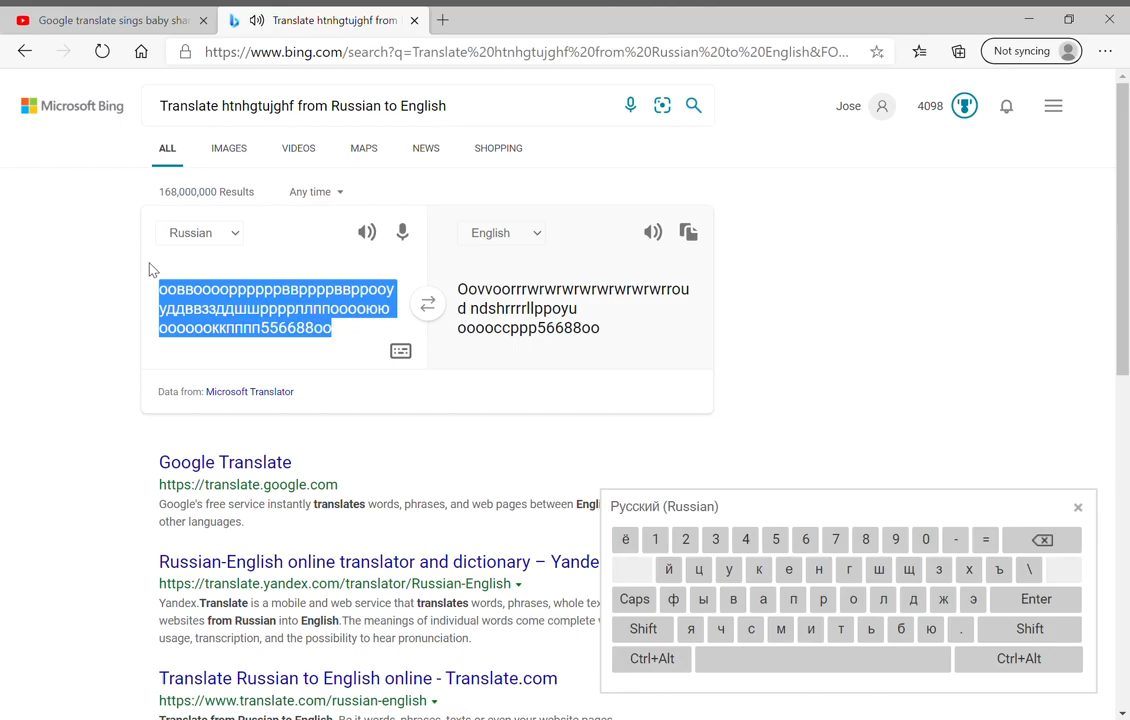 Google translate sings baby sha
Translate htnhgtujghf from
https://www.bing.com/search?q=Translate%20htnhgtujghf%20from%20Russian%20to%20English&FO...
Not syncing
Microsoft Bing
Translate htnhgtujghf from Russian to English
Jose
4098
ALL
IMAGES
VIDEOS
MAPS
NEWS
SHOPPING
168,000,000 Results
Any time
Russian
English
Oovvoorrrwrwrwrwrwrwrwrrou
d ndshrrrrllppoyu
ooooccppp56688oo
Data from: Microsoft Translator
Google Translate
https://translate.google.com
Google's free service instantly translates words, phrases, and web pages between Engli
other languages.
Russian-English online translator and dictionary – Yande
https://translate.yandex.com/translator/Russian-English
Yandex.Translate is a mobile and web service that translates words, phrases, whole tex
websites from Russian into English.The meanings of individual words come complete
usage, transcription, and the possibility to hear pronunciation.
Translate Russian to English online - Translate.com
https://www.translate.com/russian-english
Русский (Russian)
ё 1 2 3 4 5 6 7 8 9 0 - =
й ц у к е н г ш щ з х ъ \
Caps ф ы в а п р о л д ж э Enter
Shift я ч с м и т ь б ю . Shift
Ctrl+Alt Ctrl+Alt